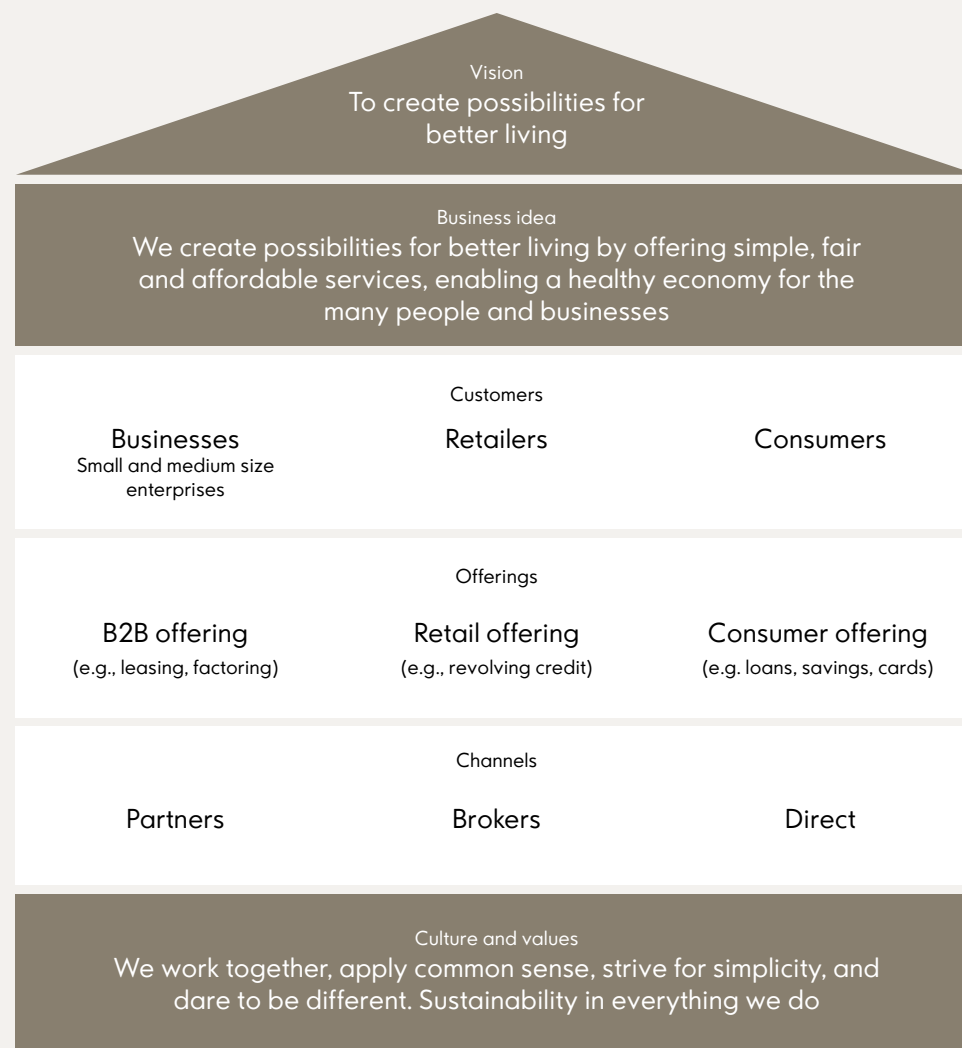 Vision
To create possibilities for
better living
Business idea
We create possibilities for better living by offering simple, fair
and affordable services, enabling a healthy economy for the
many people and businesses
Customers
Businesses
Small and medium size
enterprises
Retailers
Consumers
Offerings
B2B offering
(e.g., leasing, factoring)
Retail offering
(e.g., revolving credit)
Consumer offering
(e.g. loans, savings, cards)
Channels
Partners
Brokers
Direct
Culture and values
We work together, apply common sense, strive for simplicity, and
dare to be different. Sustainability in everything we do